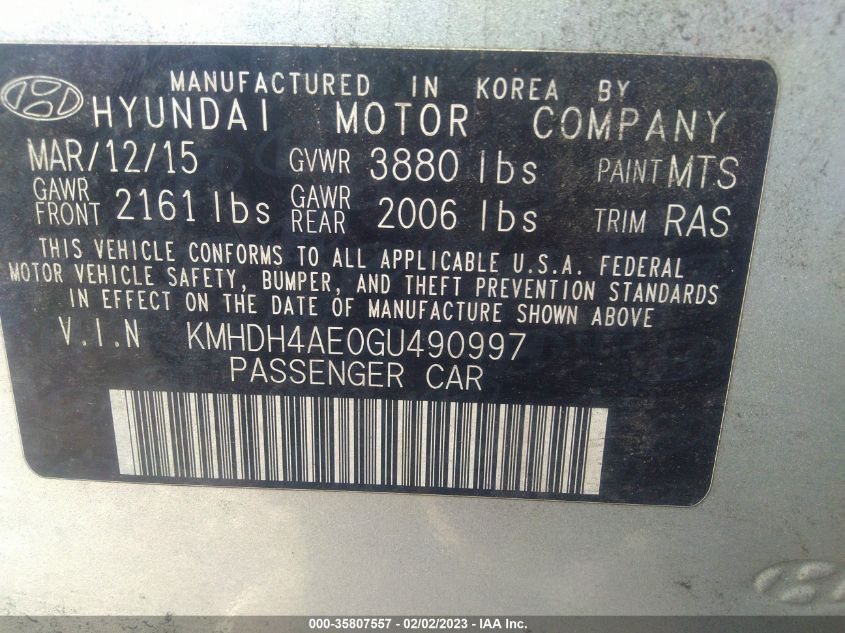 MANUFACTURED IN KOREA BY
HYUNDAI MOTOR COMPANY
MAR/12/15 GVWR 3880 lbs PAINT MTS
GAWR FRONT 2161 lbs GAWR REAR 2006 lbs TRIM RAS
THIS VEHICLE CONFORMS TO ALL APPLICABLE U.S.A. FEDERAL
MOTOR VEHICLE SAFETY, BUMPER, AND THEFT PREVENTION STANDARDS
IN EFFECT ON THE DATE OF MANUFACTURE SHOWN ABOVE
V.I.N KMHDH4AE0GU490997
PASSENGER CAR
000-35807557 - 02/02/2023 - IAA Inc.